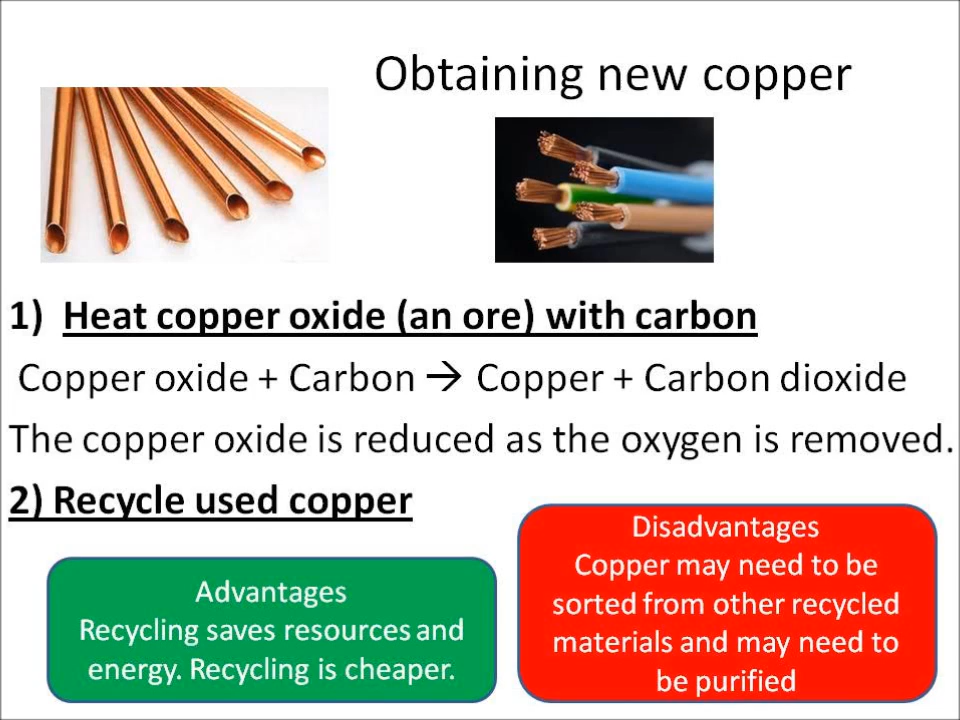 Obtaining new copper
1) Heat copper oxide (an ore) with carbon
Copper oxide + Carbon → Copper + Carbon dioxide
The copper oxide is reduced as the oxygen is removed.
2) Recycle used copper
Advantages
Recycling saves resources and
energy. Recycling is cheaper.
Disadvantages
Copper may need to be
sorted from other recycled
materials and may need to
be purified